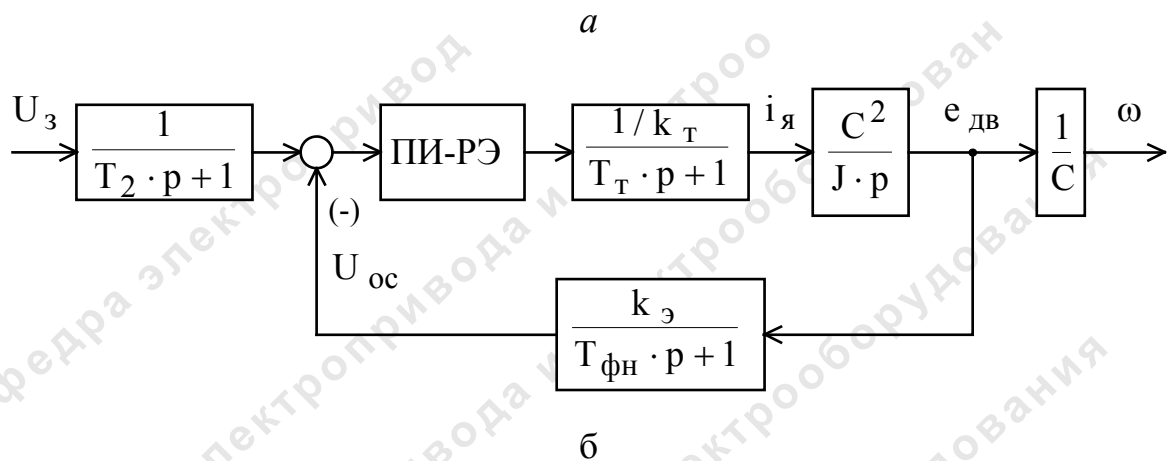 а
U з
1
T 2 · p + 1
ПИ-РЭ
1 / k т
T т · p + 1
i я
C 2
J · p
e дв
1
C
ω
(-)
U ос
k э
T фн · p + 1
б